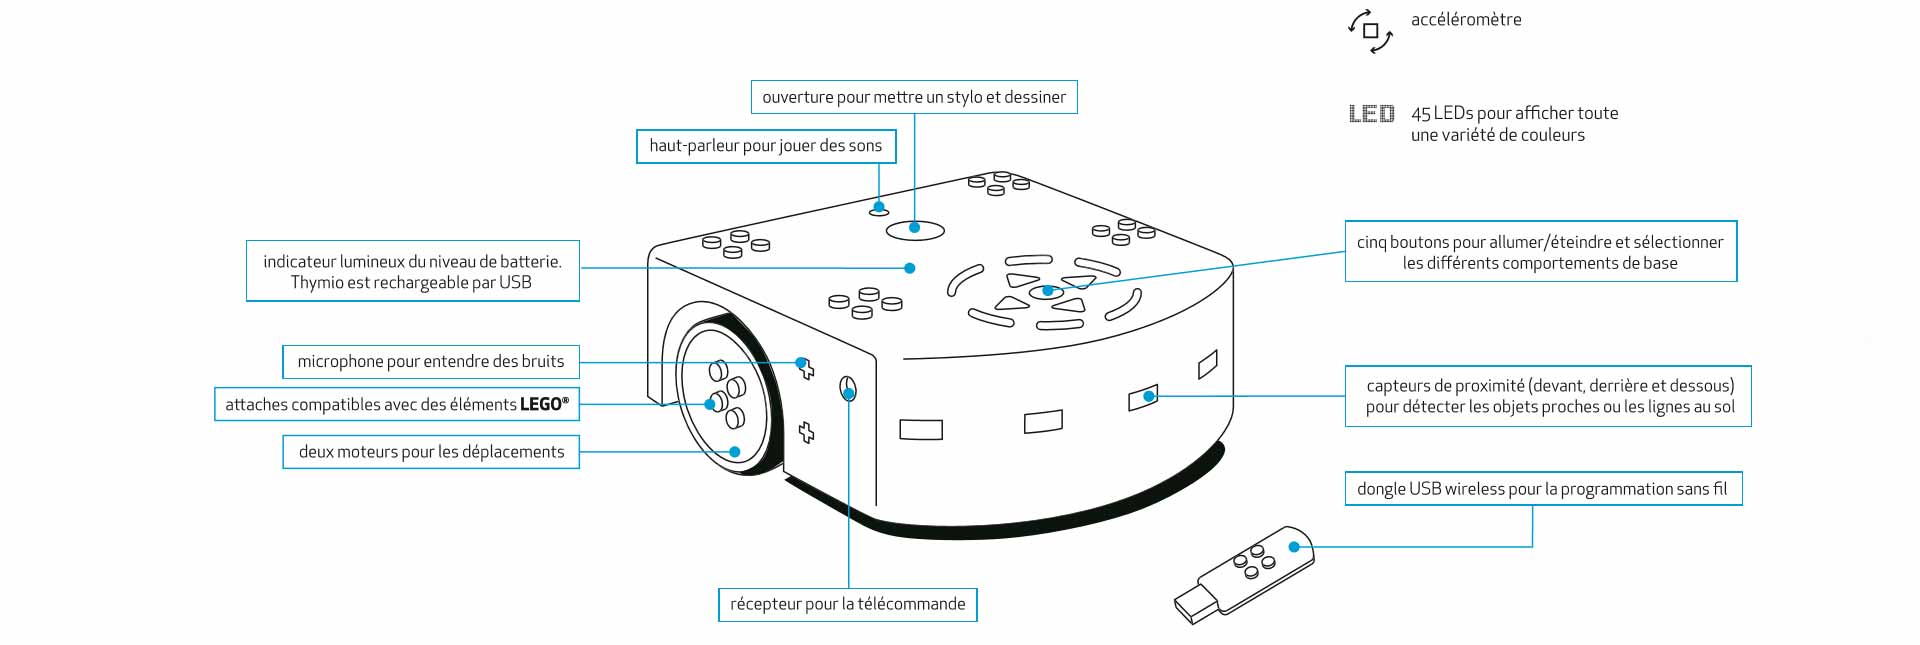 accéléromètre
45 LEDs pour afficher toute
une variété de couleurs
LED
ouverture pour mettre un stylo et dessiner
haut-parleur pour jouer des sons
indicateur lumineux du niveau de batterie.
Thymio est rechargeable par USB
cinq boutons pour allumer/éteindre et sélectionner
les différents comportements de base
microphone pour entendre des bruits
attaches compatibles avec des éléments LEGO®
deux moteurs pour les déplacements
capteurs de proximité (devant, derrière et dessous)
pour détecter les objets proches ou les lignes au sol
dongle USB wireless pour la programmation sans fil
récepteur pour la télécommande